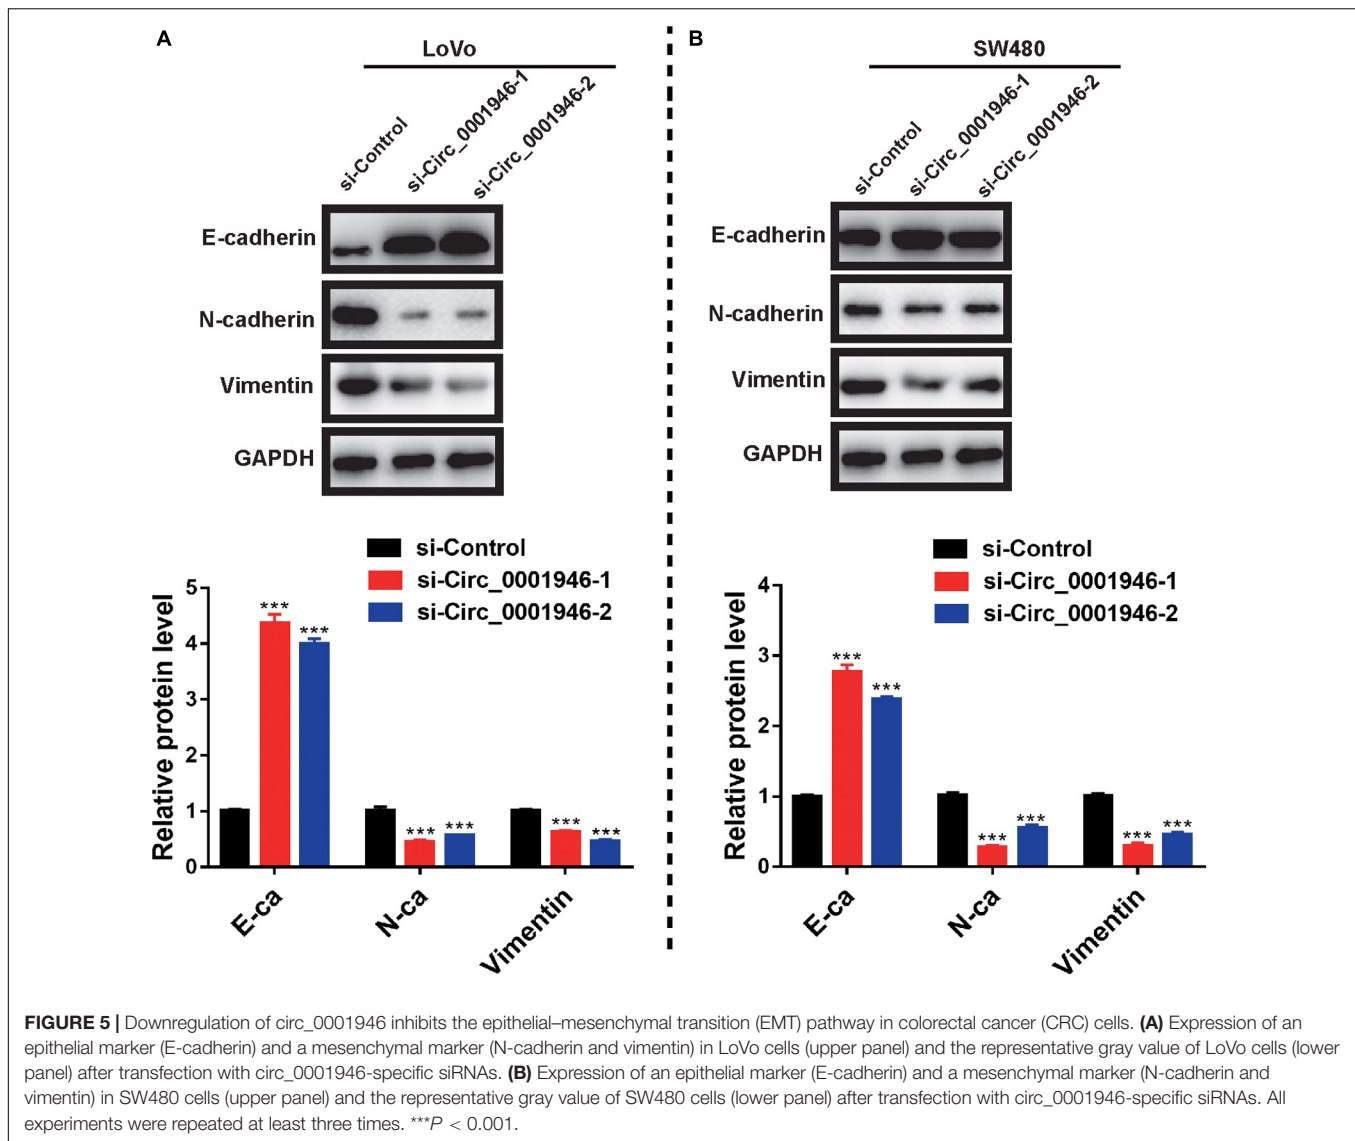 A
LoVo
si-Control
si-Circ_0001946-1
si-Circ_0001946-2
E-cadherin
N-cadherin
Vimentin
GAPDH
si-Control
si-Circ_0001946-1
si-Circ_0001946-2
Relative protein level
5
4
3
2
1
0
***
***
***
***
***
***
E-ca
N-ca
Vimentin
B
SW480
si-Control
si-Circ_0001946-1
si-Circ_0001946-2
E-cadherin
N-cadherin
Vimentin
GAPDH
si-Control
si-Circ_0001946-1
si-Circ_0001946-2
Relative protein level
4
3
2
1
0
***
***
***
***
***
***
E-ca
N-ca
Vimentin
FIGURE 5 | Downregulation of circ_0001946 inhibits the epithelial–mesenchymal transition (EMT) pathway in colorectal cancer (CRC) cells. (A) Expression of an
epithelial marker (E-cadherin) and a mesenchymal marker (N-cadherin and vimentin) in LoVo cells (upper panel) and the representative gray value of LoVo cells (lower
panel) after transfection with circ_0001946-specific siRNAs. (B) Expression of an epithelial marker (E-cadherin) and a mesenchymal marker (N-cadherin and
vimentin) in SW480 cells (upper panel) and the representative gray value of SW480 cells (lower panel) after transfection with circ_0001946-specific siRNAs. All
experiments were repeated at least three times. ***P < 0.001.